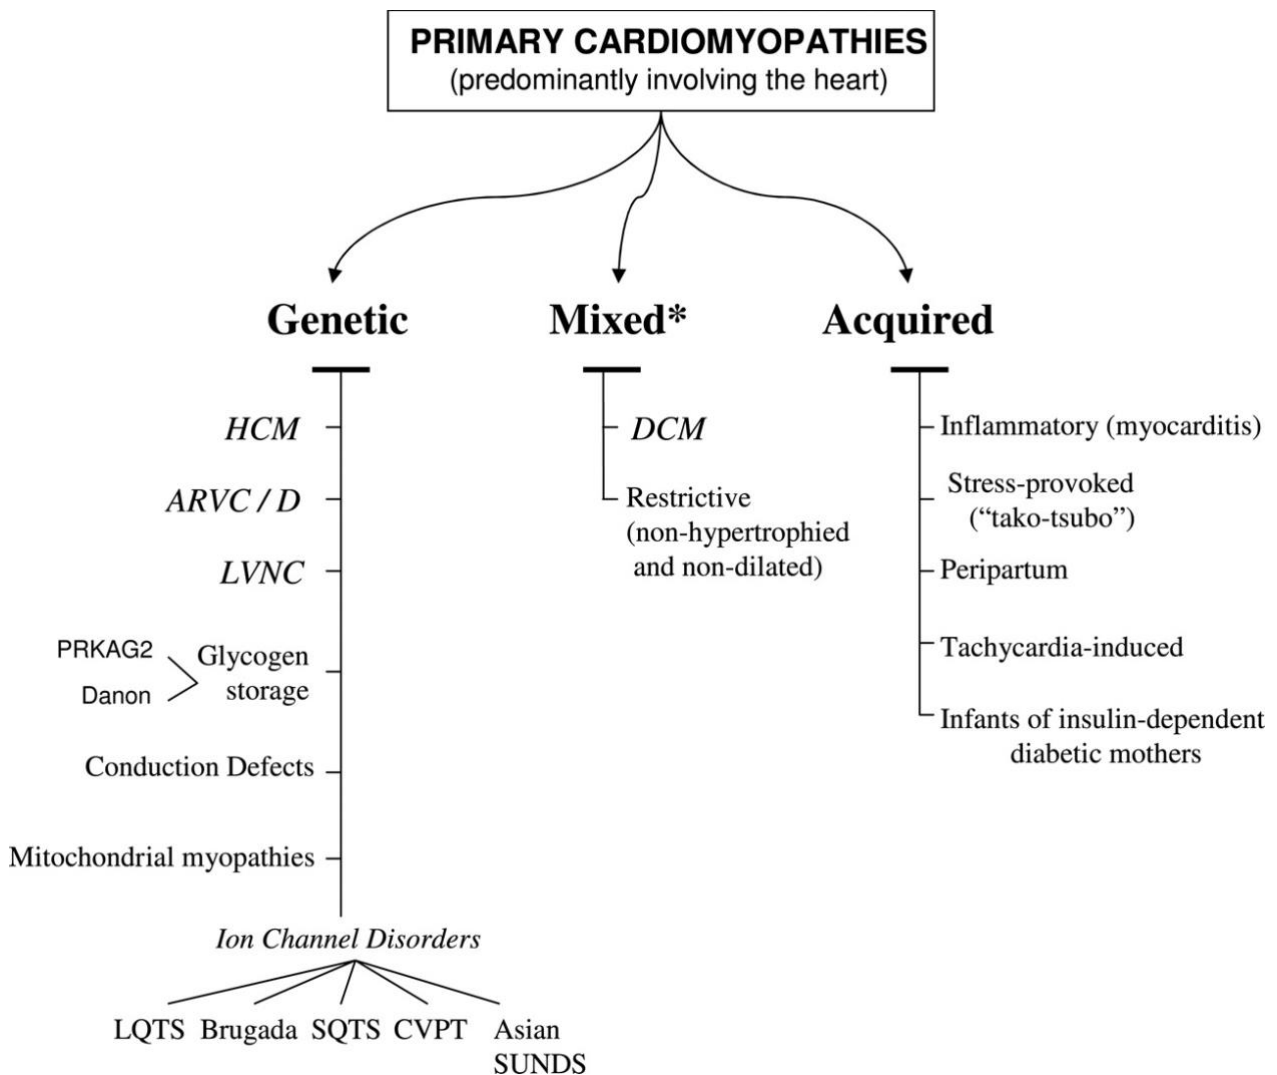 PRIMARY CARDIOMYOPATHIES
(predominantly involving the heart)
Genetic
HCM
ARVC / D
LVNC
PRKAG2
Danon
Glycogen
storage
Conduction Defects
Mitochondrial myopathies
Ion Channel Disorders
LQTS
Brugada
SQTS
CVPT
Asian
SUNDS
Mixed*
DCM
Restrictive
(non-hypertrophied
and non-dilated)
Acquired
Inflammatory (myocarditis)
Stress-provoked
(“tako-tsubo”)
Peripartum
Tachycardia-induced
Infants of insulin-dependent
diabetic mothers